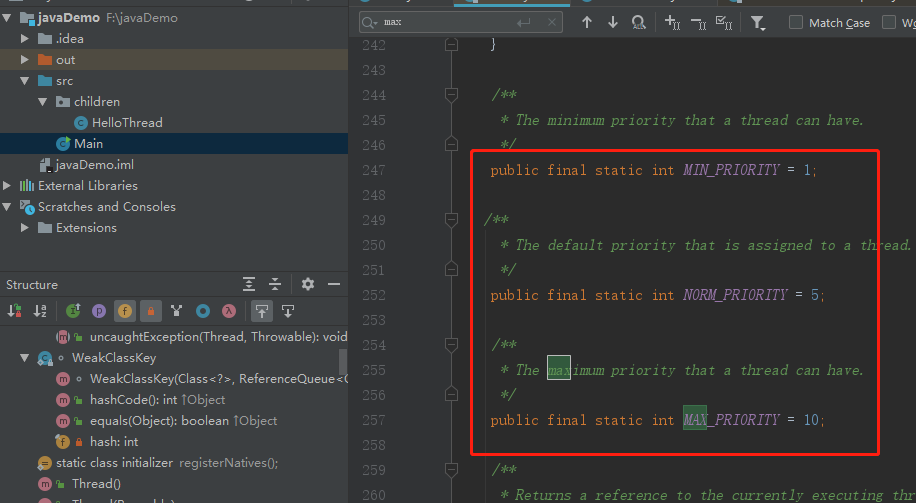 javaDemo F:\javaDemo
.idea
out
src
children
HelloThread
Main
javaDemo.iml
External Libraries
Scratches and Consoles
Extensions
Structure
uncaughtException(Thread, Throwable): void
WeakClassKey
WeakClassKey(Class<?>, ReferenceQueue<
hashCode(): int ↑Object
equals(Object): boolean ↑Object
hash: int
static class initializer registerNatives();
Thread()
max
Match Case
242 }
243
244 /**
245 * The minimum priority that a thread can have.
246 */
247 public final static int MIN_PRIORITY = 1;
248
249 /**
250 * The default priority that is assigned to a thread.
251 */
252 public final static int NORM_PRIORITY = 5;
253
254 /**
255 * The maximum priority that a thread can have.
256 */
257 public final static int MAX_PRIORITY = 10;
258
259 /**
260 * Returns a reference to the currently executing